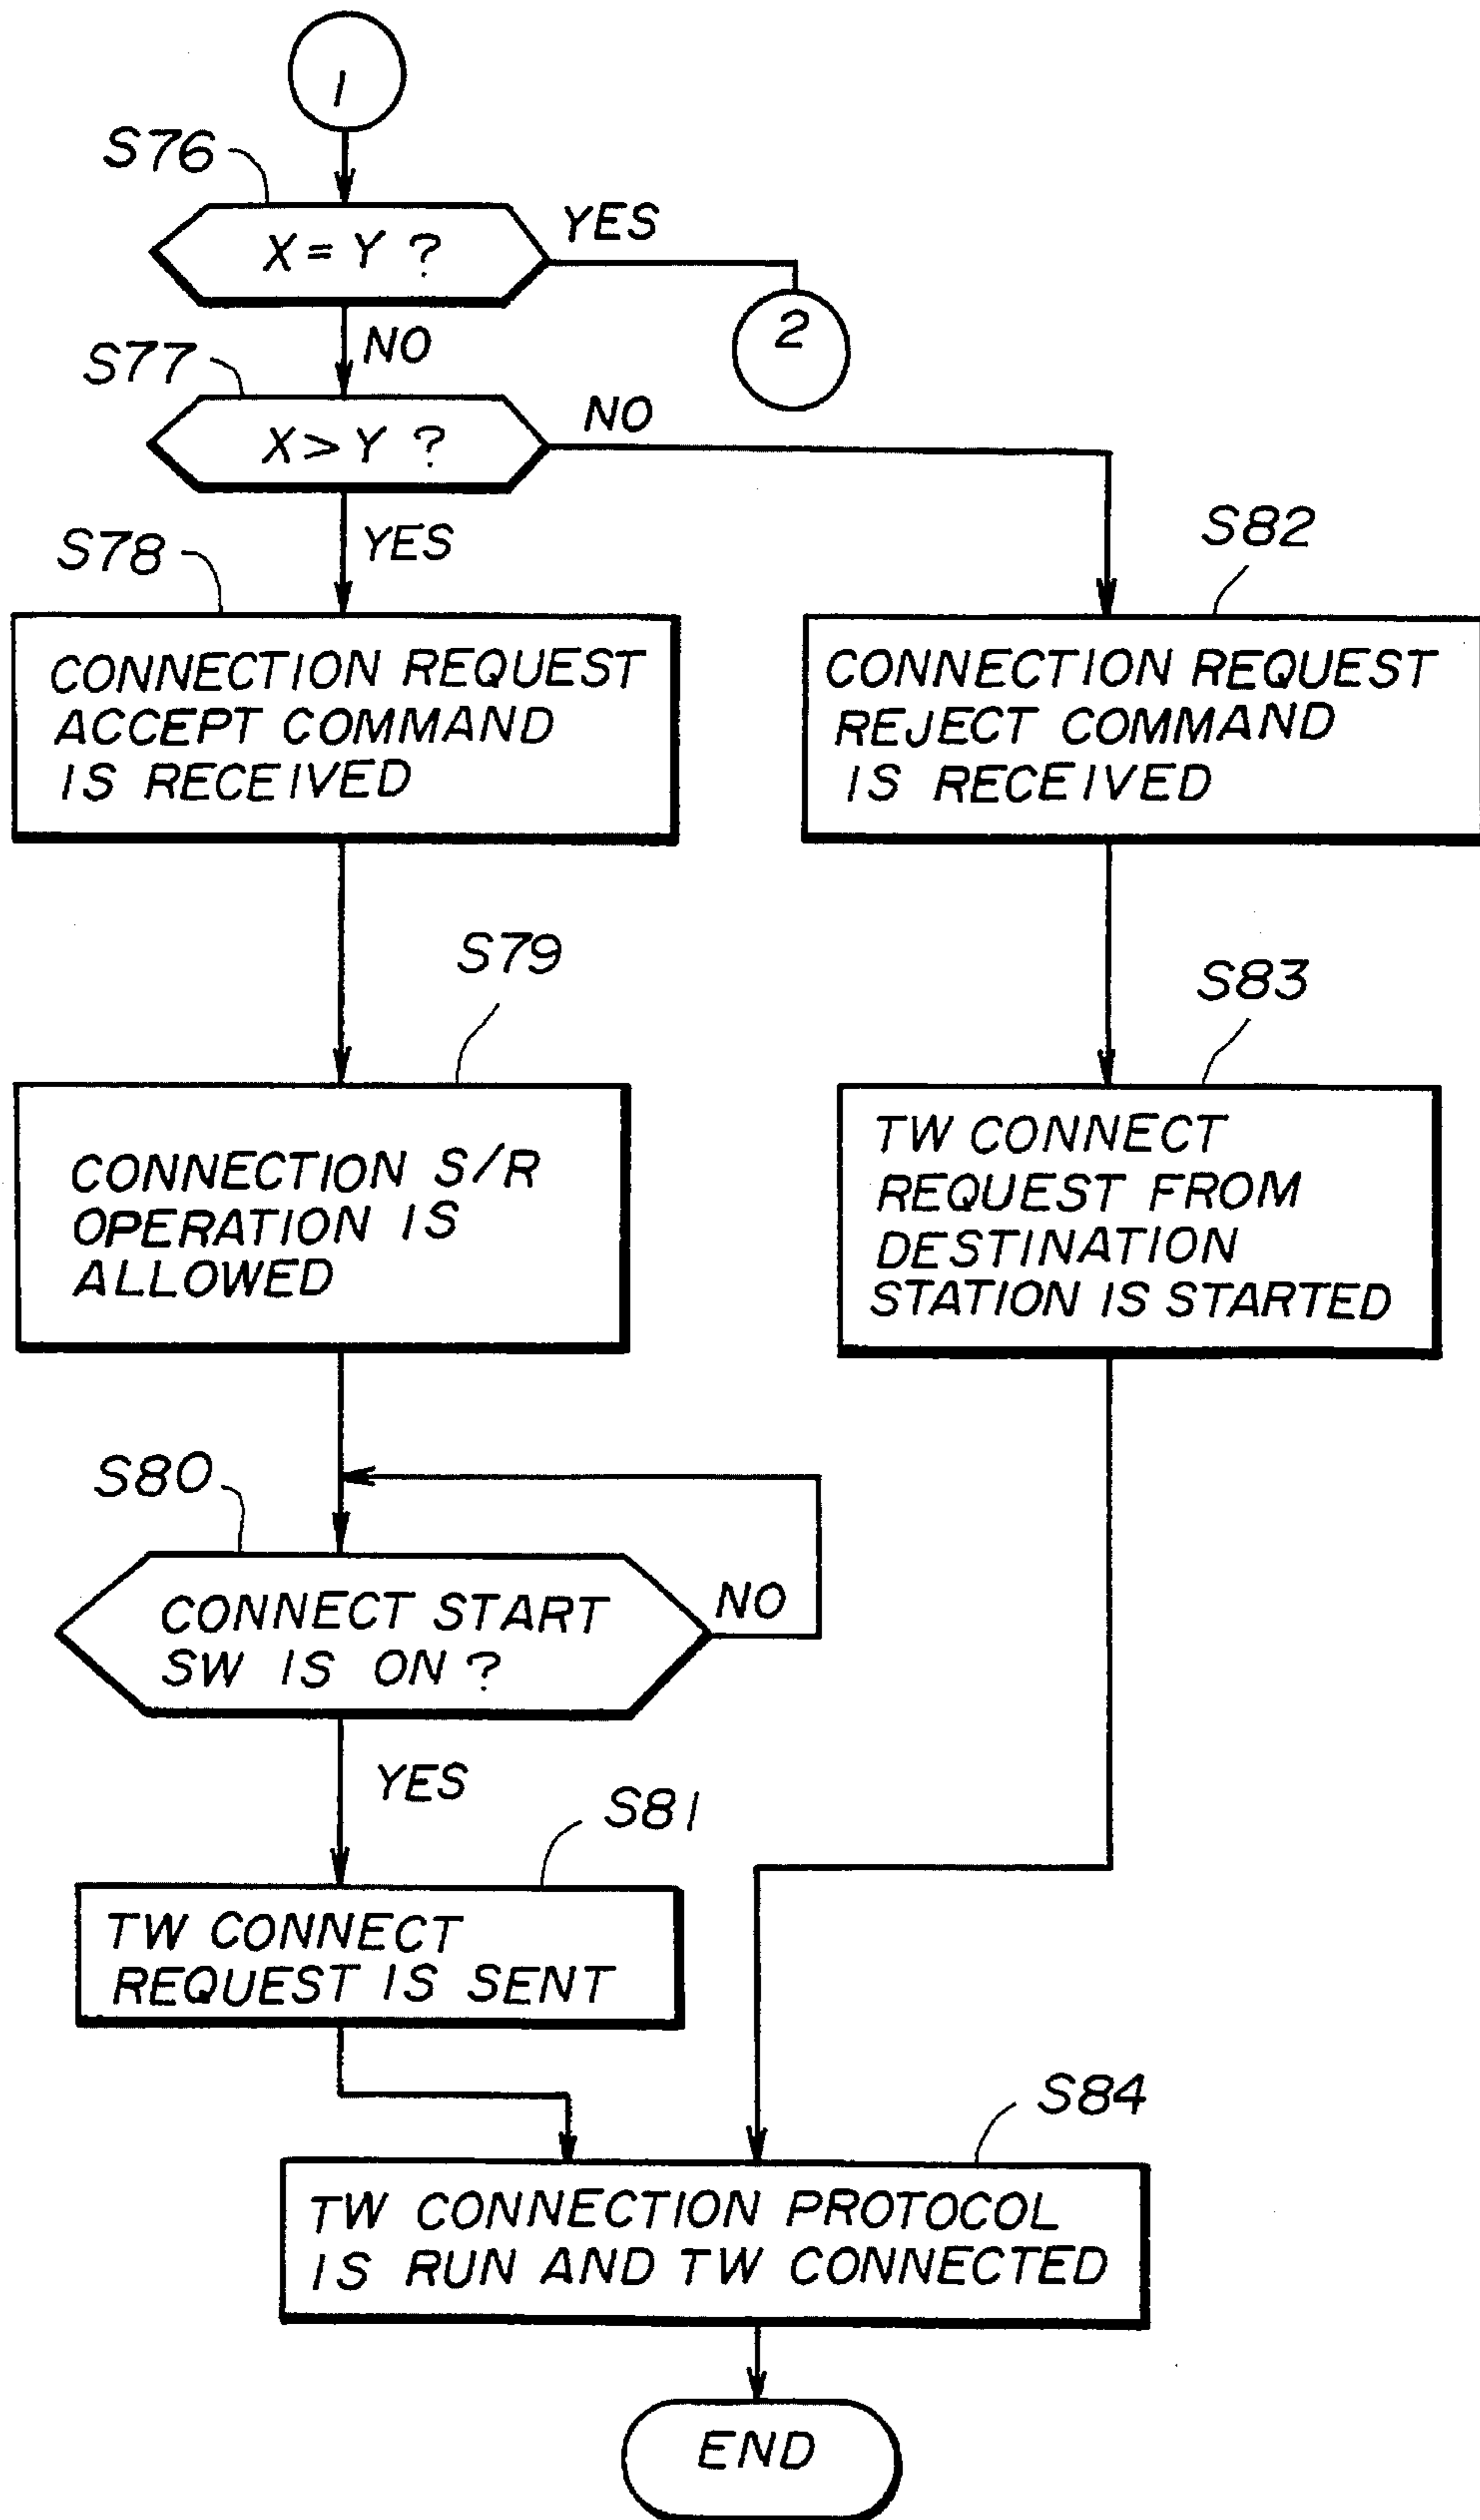 1
S76
X=Y ?
YES
2
NO
S77
X>Y ?
NO
YES
S78
CONNECTION REQUEST
ACCEPT COMMAND
IS RECEIVED
S82
CONNECTION REQUEST
REJECT COMMAND
IS RECEIVED
S79
CONNECTION S/R
OPERATION IS
ALLOWED
S83
TW CONNECT
REQUEST FROM
DESTINATION
STATION IS STARTED
S80
CONNECT START
SW IS ON ?
NO
YES
S81
TW CONNECT
REQUEST IS SENT
S84
TW CONNECTION PROTOCOL
IS RUN AND TW CONNECTED
END